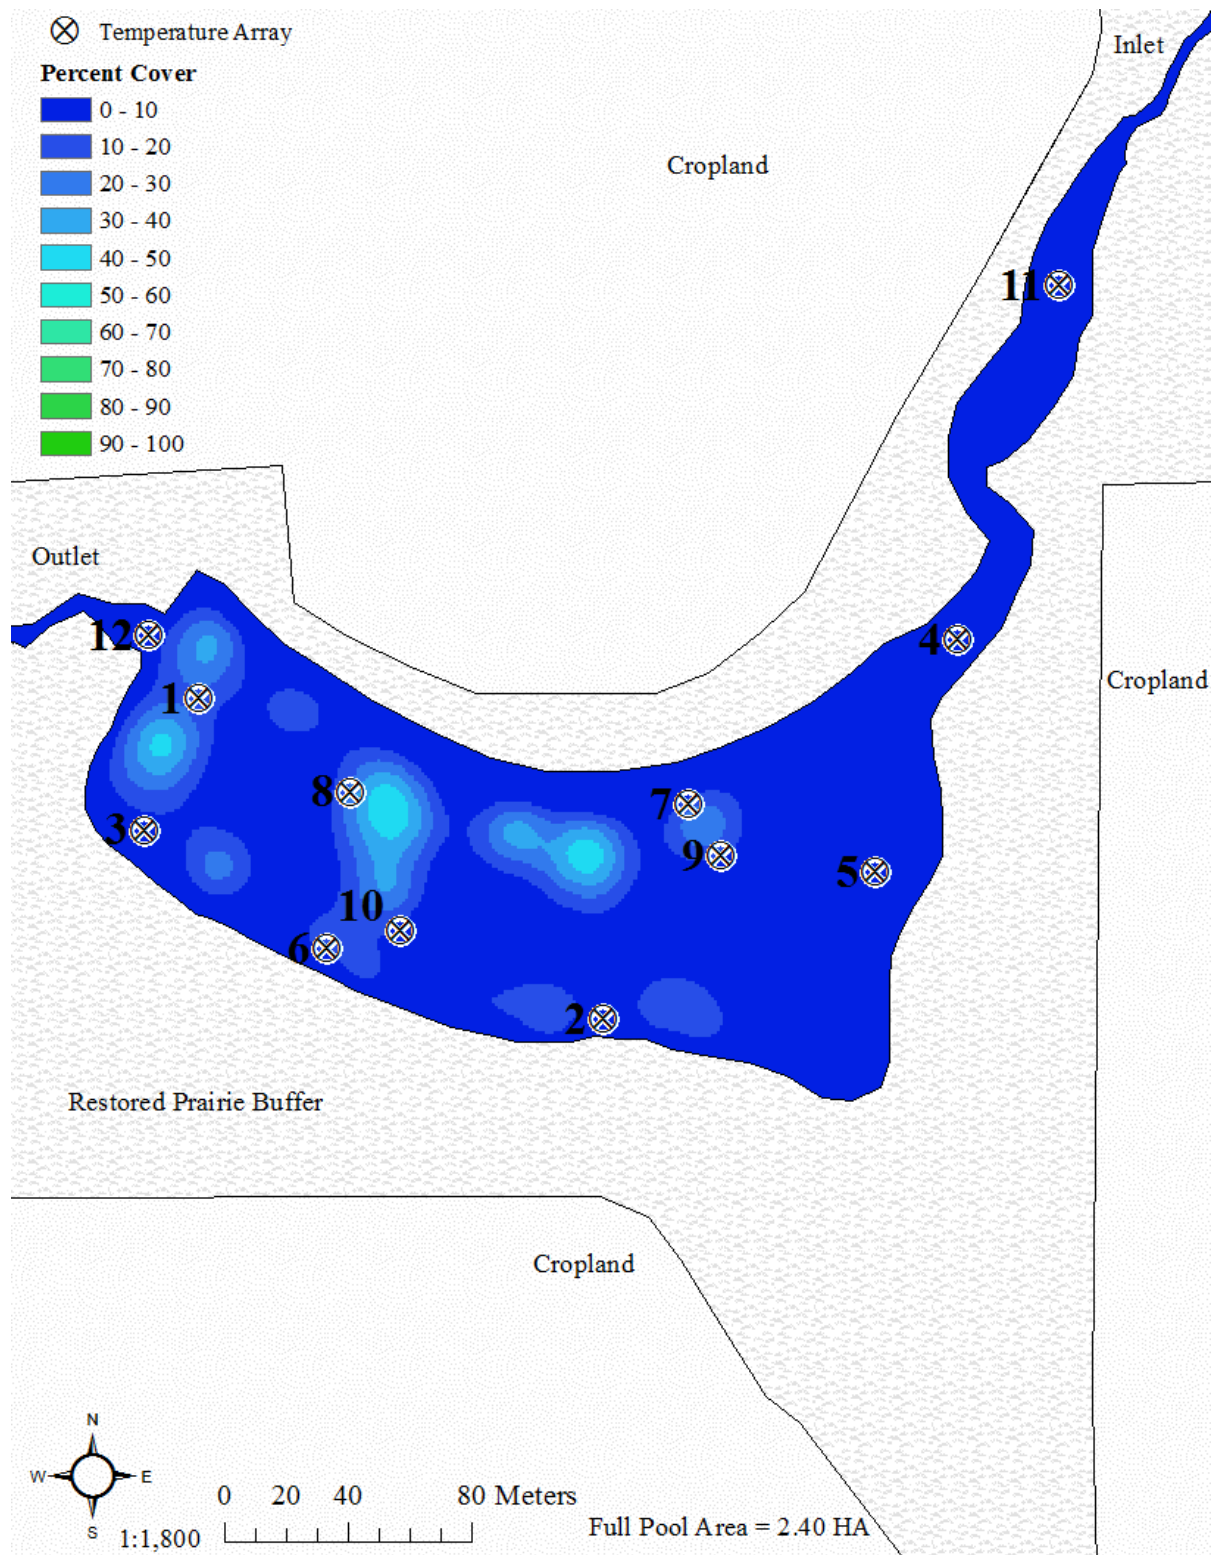 Temperature Array
Percent Cover
0 - 10
10 - 20
20 - 30
30 - 40
40 - 50
50 - 60
60 - 70
70 - 80
80 - 90
90 - 100
Inlet
Cropland
11
Outlet
12
4
1
Cropland
8
7
3
9
5
10
6
2
Restored Prairie Buffer
Cropland
N
W E
S
0 20 40 80 Meters
1:1,800
Full Pool Area = 2.40 HA